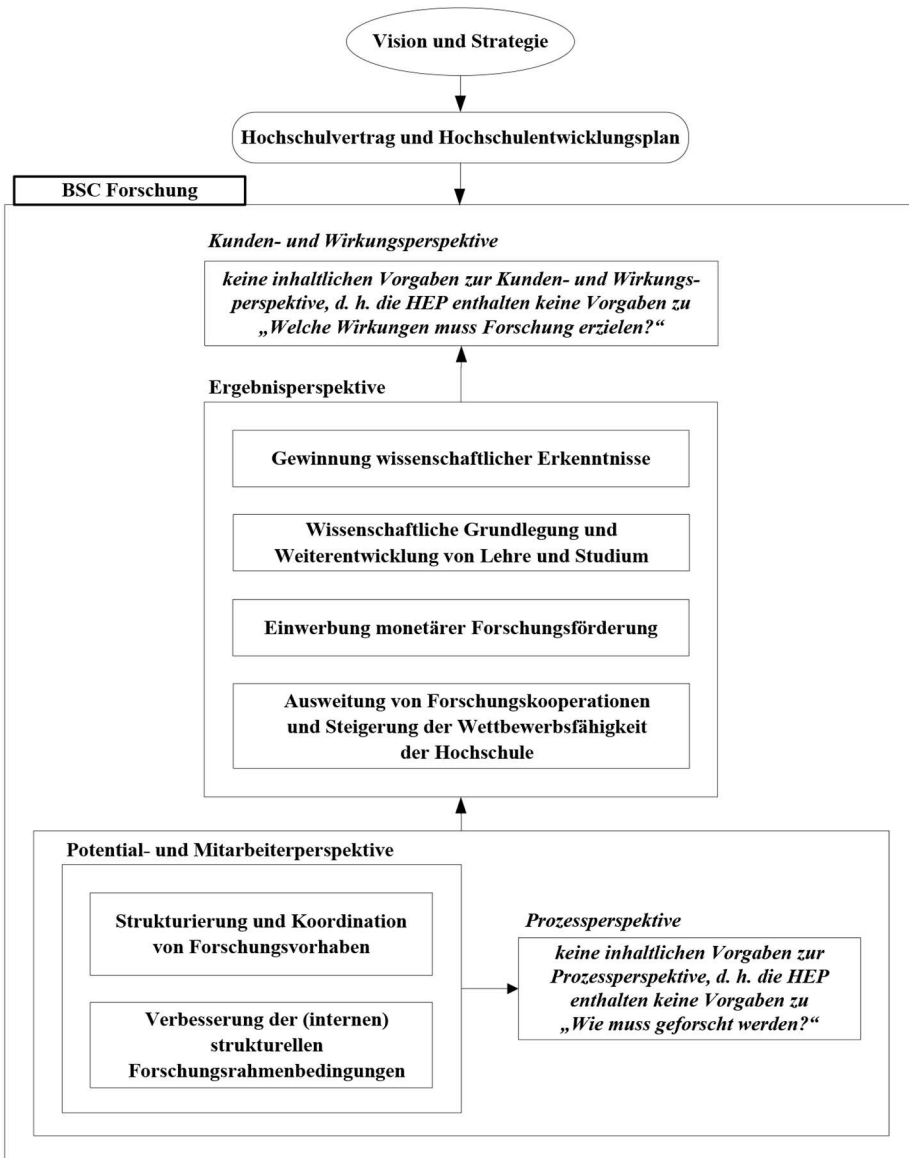 Vision und Strategie
Hochschulvertrag und Hochschulentwicklungsplan
BSC Forschung
Kunden- und Wirkungsperspektive
keine inhaltlichen Vorgaben zur Kunden- und Wirkungs-
perspektive, d. h. die HEP enthalten keine Vorgaben zu
„Welche Wirkungen muss Forschung erzielen?“
Ergebnisperspektive
Gewinnung wissenschaftlicher Erkenntnisse
Wissenschaftliche Grundlegung und
Weiterentwicklung von Lehre und Studium
Einwerbung monetärer Forschungsförderung
Ausweitung von Forschungskooperationen
und Steigerung der Wettbewerbsfähigkeit
der Hochschule
Potential- und Mitarbeiterperspektive
Strukturierung und Koordination
von Forschungsvorhaben
Verbesserung der (internen)
strukturellen
Forschungsrahmenbedingungen
Prozessperspektive
keine inhaltlichen Vorgaben zur
Prozessperspektive, d. h. die HEP
enthalten keine Vorgaben zu
„Wie muss geforscht werden?“